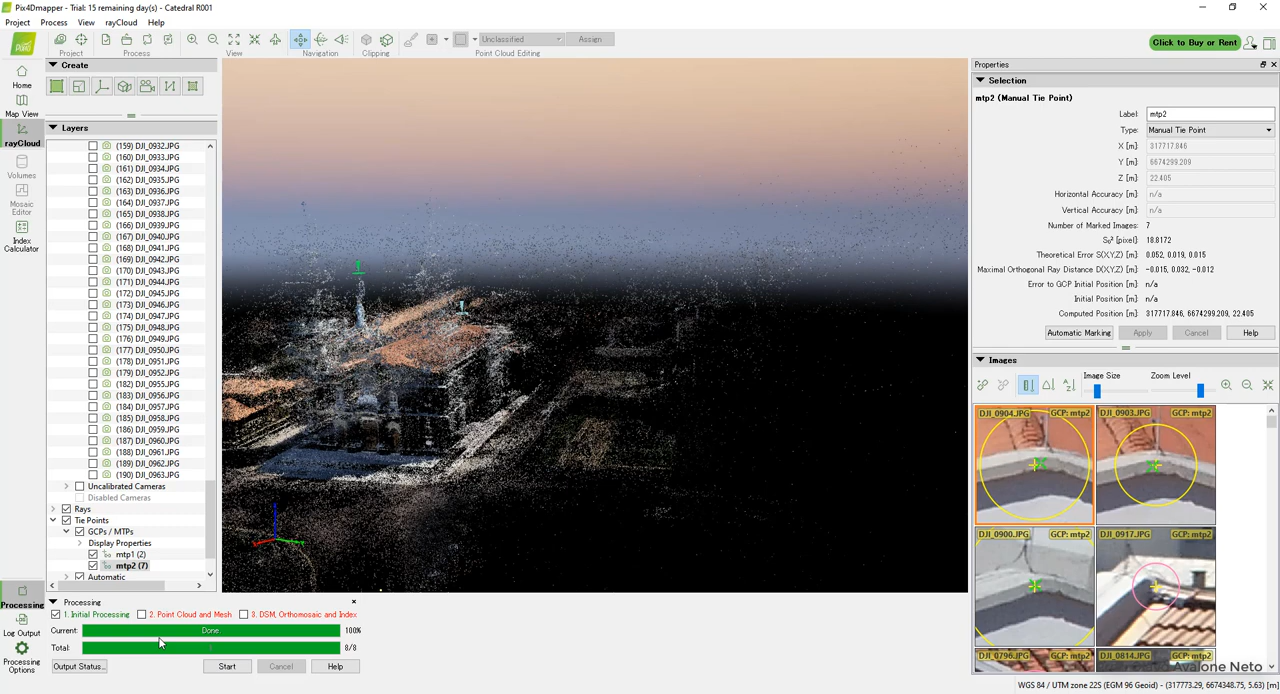 Pix4Dmapper - Trial: 15 remaining day(s) - Catedral R001
Project Process View rayCloud Help
Project Process View Navigation Clipping Point Cloud Editing
Unclassified Assign
Click to Buy or Rent
Home
Map View
rayCloud
Volumes
Mosaic
Editor
Index
Calculator
Processing
Log Output
Processing
Options
Create
Layers
(159) DJI_0932.JPG
(160) DJI_0933.JPG
(161) DJI_0934.JPG
(162) DJI_0935.JPG
(163) DJI_0936.JPG
(164) DJI_0937.JPG
(165) DJI_0938.JPG
(166) DJI_0939.JPG
(167) DJI_0940.JPG
(168) DJI_0941.JPG
(169) DJI_0942.JPG
(170) DJI_0943.JPG
(171) DJI_0944.JPG
(172) DJI_0945.JPG
(173) DJI_0946.JPG
(174) DJI_0947.JPG
(175) DJI_0948.JPG
(176) DJI_0949.JPG
(177) DJI_0950.JPG
(178) DJI_0951.JPG
(179) DJI_0952.JPG
(182) DJI_0955.JPG
(183) DJI_0956.JPG
(184) DJI_0957.JPG
(185) DJI_0958.JPG
(186) DJI_0959.JPG
(187) DJI_0960.JPG
(188) DJI_0961.JPG
(189) DJI_0962.JPG
(190) DJI_0963.JPG
Uncalibrated Cameras
Disabled Cameras
Rays
Tie Points
GCPs / MTPs
Display Properties
mtp1 (2)
mtp2 (7)
Automatic
Processing
1. Initial Processing 2. Point Cloud and Mesh 3. DSM, Orthomosaic and Index
Current: Done. 100%
Total: 8/8
Output Status... Start Cancel Help
Properties
Selection
mtp2 (Manual Tie Point)
Label: mtp2
Type: Manual Tie Point
X [m]: 317717.846
Y [m]: 6674299.209
Z [m]: 22.405
Horizontal Accuracy [m]: n/a
Vertical Accuracy [m]: n/a
Number of Marked Images: 7
S₀² [pixel]: 18.8172
Theoretical Error S(X,Y,Z) [m]: 0.052, 0.019, 0.015
Maximal Orthogonal Ray Distance D(X,Y,Z) [m]: -0.015, 0.032, -0.012
Error to GCP Initial Position [m]: n/a
Initial Position [m]: n/a
Computed Position [m]: 317717.846, 6674299.209, 22.405
Automatic Marking Apply Cancel Help
Images
Image Size Zoom Level
DJI_0904.JPG GCP: mtp2 DJI_0903.JPG GCP: mtp2
DJI_0900.JPG GCP: mtp2 DJI_0917.JPG GCP: mtp2
DJI_0796.JPG GCP: mtp2 DJI_0814.JPG GCP: mtp2
Avalone Neto
WGS 84 / UTM zone 22S (EGM 96 Geoid) - (317773.29, 6674348.75, 5.63) [m]